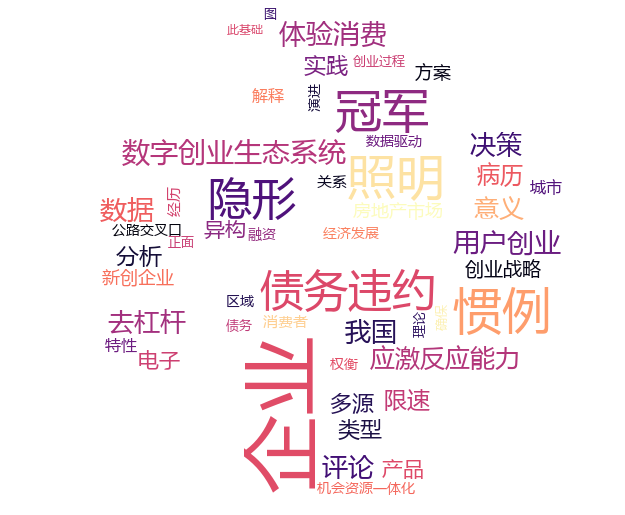 图
此基础
体验消费
实践
创业过程
方案
解释
演进
冠军
数据驱动
决策
数字创业生态系统
照明
病历
隐形
关系
城市
数据
经历
房地产市场
意义
公路交叉口
正面
异构
融资
经济发展
用户创业
分析
新创企业
创业战略
债务违约
惯例
区域
去杠杆
债务
消费者
我国
理论
特性
电子
企业
权衡
应激反应能力
多源
限速
类型
评论
产品
机会资源一体化